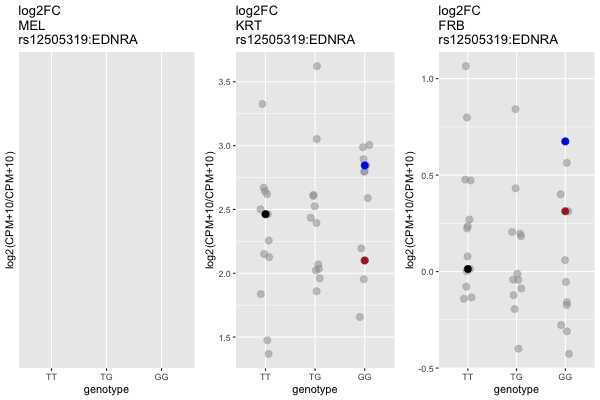 log2FC
MEL
rs12505319:EDNRA
log2(CPM+10/CPM+10)
TT TG GG
genotype
log2FC
KRT
rs12505319:EDNRA
log2(CPM+10/CPM+10)
3.5
3.0
2.5
2.0
1.5
TT TG GG
genotype
log2FC
FRB
rs12505319:EDNRA
log2(CPM+10/CPM+10)
1.0
0.5
0.0
-0.5
TT TG GG
genotype